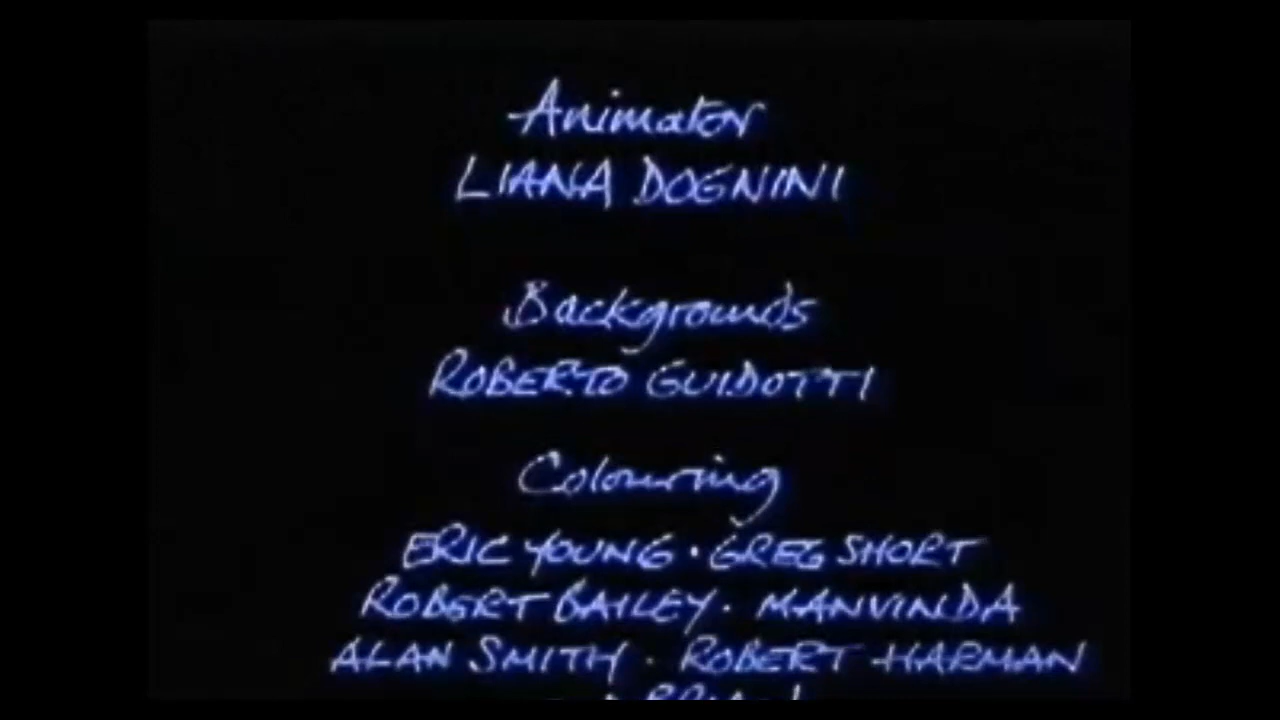 Animator
LIANA DOGNINI
Backgrounds
ROBERTO GUIDOTTI
Colouring
ERIC YOUNG · GREG SHORT
ROBERT BAILEY · MANVINDA
ALAN SMITH · ROBERT HARMAN